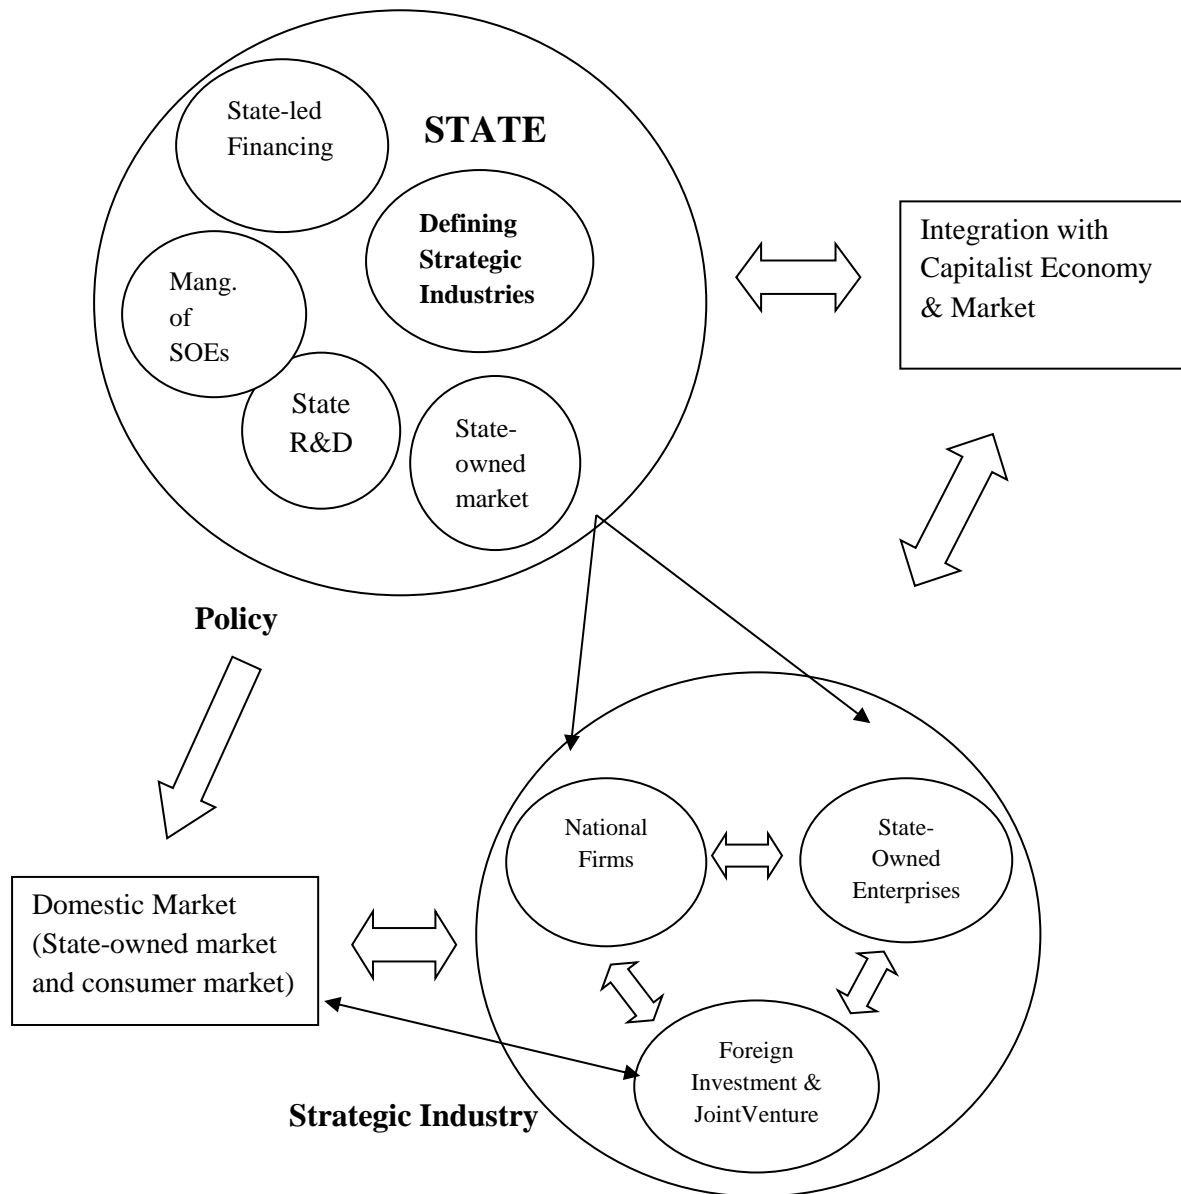 State-led
Financing
STATE
Defining
Strategic
Industries
Mang.
of
SOEs
State
R&D
State-
owned
market
Integration with
Capitalist Economy
& Market
Policy
National
Firms
State-
Owned
Enterprises
Domestic Market
(State-owned market
and consumer market)
Foreign
Investment &
JointVenture
Strategic Industry